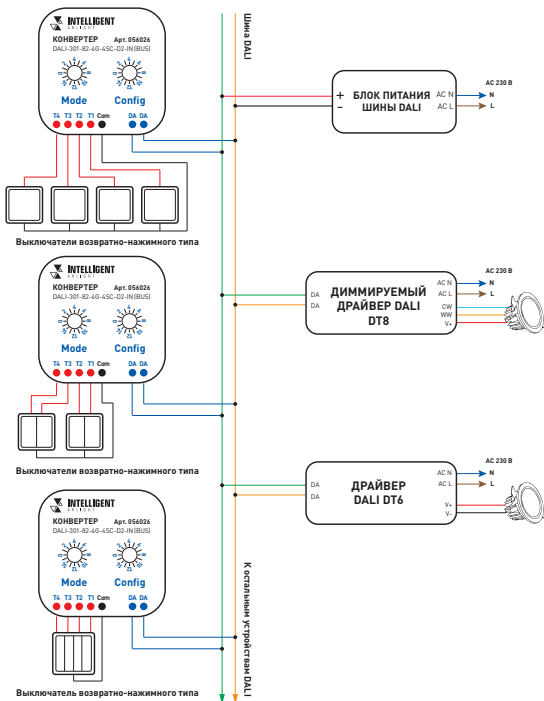 INTELLIGENT
ARLIGHT
КОНВЕРТЕР Арт. 056026
DALI-301-82-4G-4SC-D2-IN (BUS)
Mode Config
T4 T3 T2 T1 Com DA DA
Выключатели возвратно-нажимного типа
INTELLIGENT
ARLIGHT
КОНВЕРТЕР Арт. 056026
DALI-301-82-4G-4SC-D2-IN (BUS)
Mode Config
T4 T3 T2 T1 Com DA DA
Выключатели возвратно-нажимного типа
INTELLIGENT
ARLIGHT
КОНВЕРТЕР Арт. 056026
DALI-301-82-4G-4SC-D2-IN (BUS)
Mode Config
T4 T3 T2 T1 Com DA DA
Выключатель возвратно-нажимного типа
Шина DALI
К остальным устройствам DALI
+
–
БЛОК ПИТАНИЯ
ШИНЫ DALI
AC N
AC L
AC 230 В
N
L
DA
DA
ДИММИРУЕМЫЙ
ДРАЙВЕР DALI
DT8
AC N
AC L
CW
WW
V+
AC 230 В
N
L
DA
DA
ДРАЙВЕР
DALI DT6
AC N
AC L
V+
V-
AC 230 В
N
L